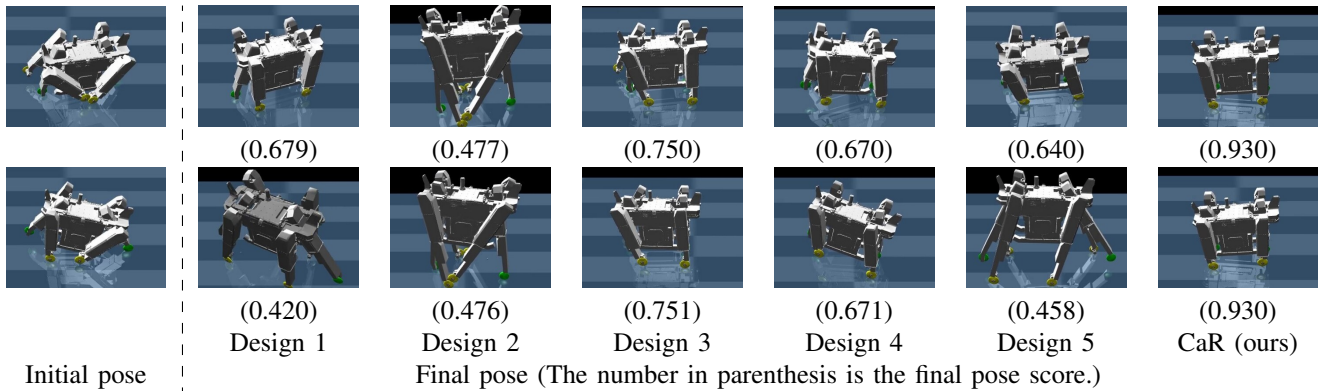 (0.679) (0.477) (0.750) (0.670) (0.640) (0.930)
(0.420) (0.476) (0.751) (0.671) (0.458) (0.930)
Design 1 Design 2 Design 3 Design 4 Design 5 CaR (ours)
Initial pose Final pose (The number in parenthesis is the final pose score.)